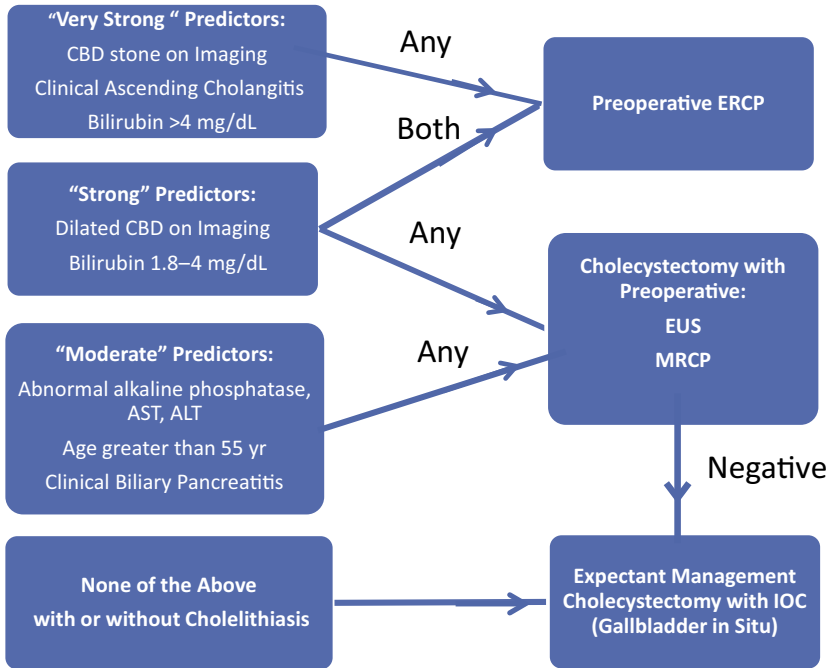 “Very Strong “ Predictors:
CBD stone on Imaging
Clinical Ascending Cholangitis
Bilirubin >4 mg/dL
Any
Preoperative ERCP
Both
“Strong” Predictors:
Dilated CBD on Imaging
Bilirubin 1.8–4 mg/dL
Any
Cholecystectomy with
Preoperative:
EUS
MRCP
“Moderate” Predictors:
Abnormal alkaline phosphatase,
AST, ALT
Age greater than 55 yr
Clinical Biliary Pancreatitis
Any
Negative
None of the Above
with or without Cholelithiasis
Expectant Management
Cholecystectomy with IOC
(Gallbladder in Situ)